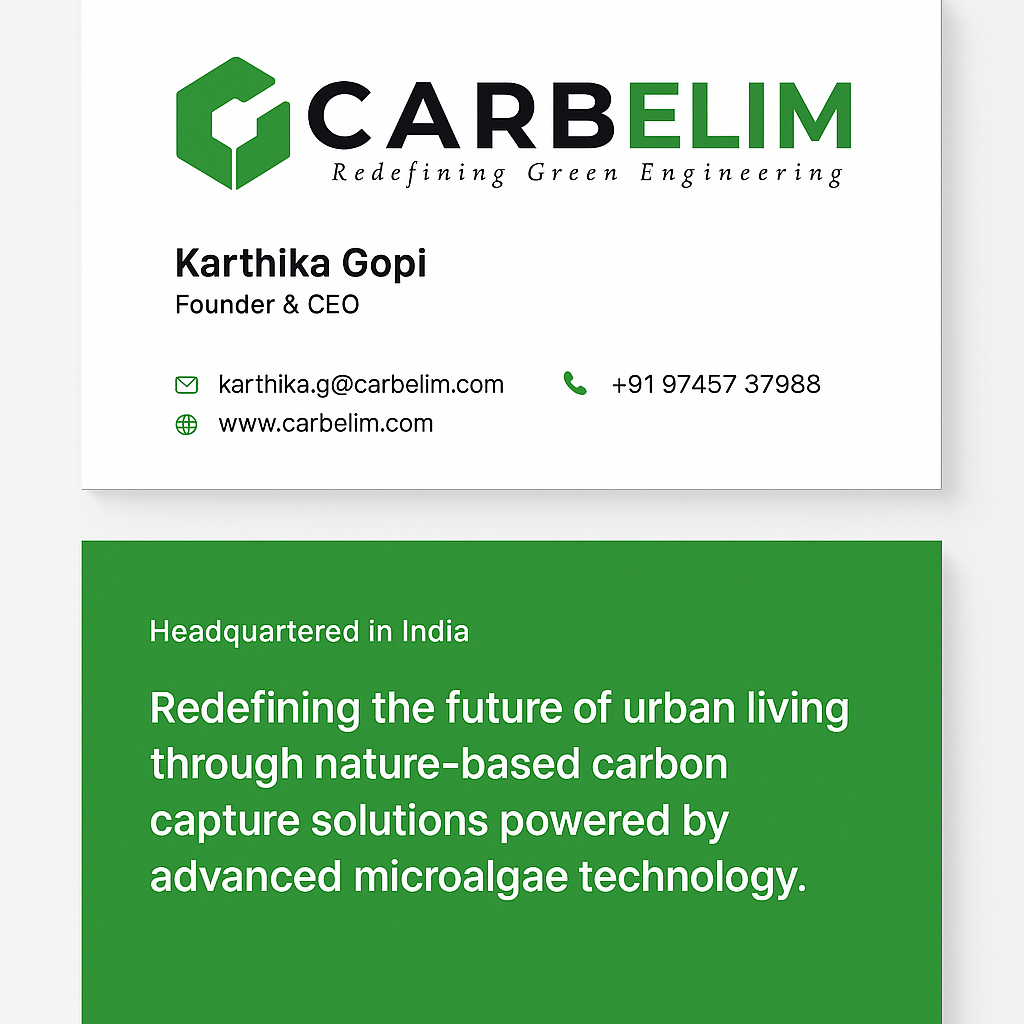 CARBELIM
Redefining Green Engineering
Karthika Gopi
Founder & CEO
karthika.g@carbelim.com
+91 97457 37988
www.carbelim.com
Headquartered in India
Redefining the future of urban living
through nature-based carbon
capture solutions powered by
advanced microalgae technology.